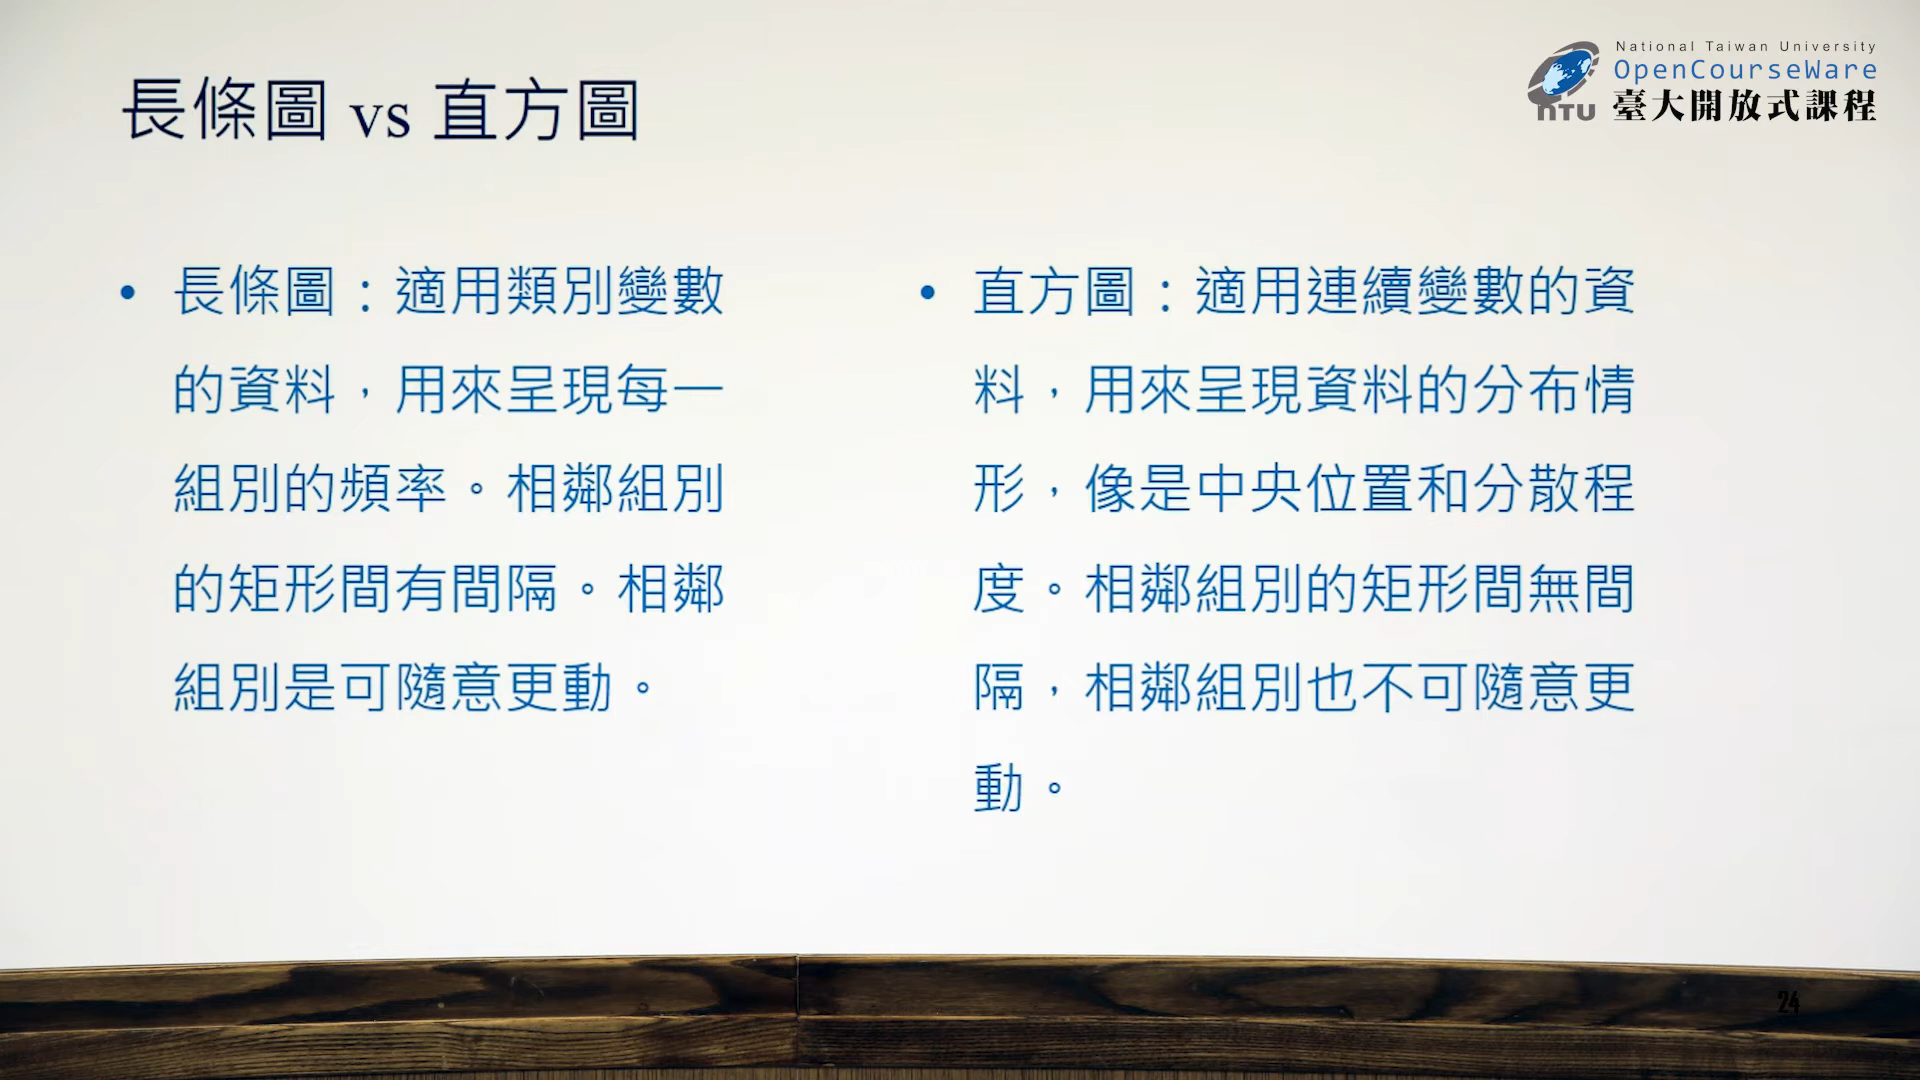 National Taiwan University
OpenCourseWare
NTU 臺大開放式課程
長條圖 vs 直方圖
• 長條圖：適用類別變數
的資料，用來呈現每一
組別的頻率。相鄰組別
的矩形間有間隔。相鄰
組別是可隨意更動。
• 直方圖：適用連續變數的資
料，用來呈現資料的分布情
形，像是中央位置和分散程
度。相鄰組別的矩形間無間
隔，相鄰組別也不可隨意更
動。
24